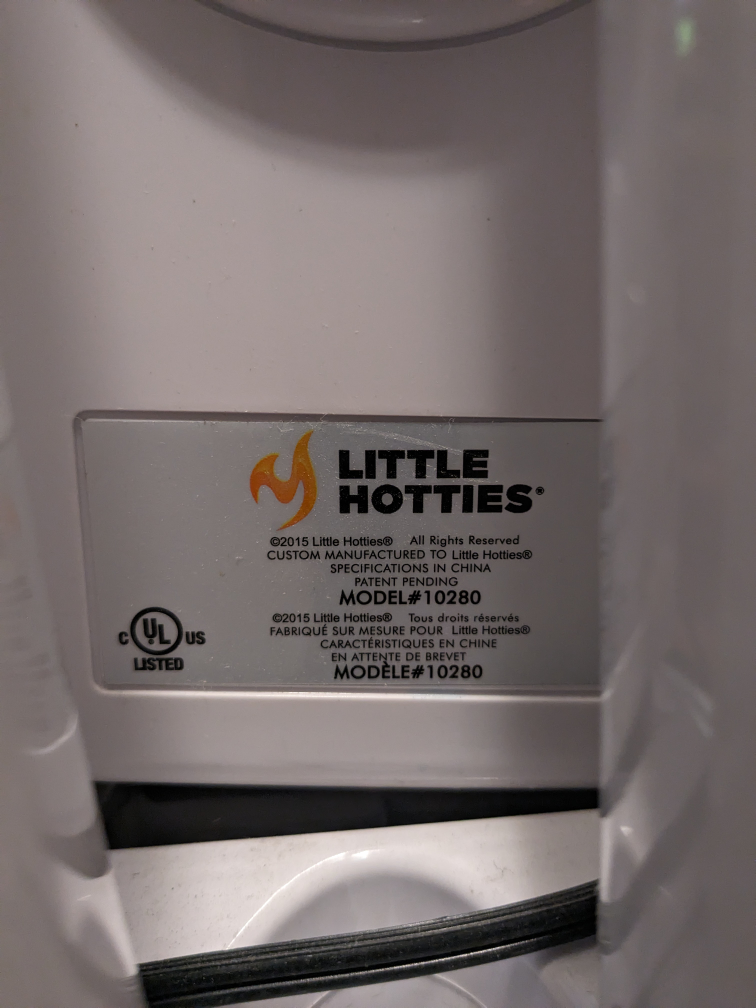 LITTLE
HOTTIES®
©2015 Little Hotties® All Rights Reserved
CUSTOM MANUFACTURED TO Little Hotties®
SPECIFICATIONS IN CHINA
PATENT PENDING
MODEL#10280
©2015 Little Hotties® Tous droits réservés
FABRIQUÉ SUR MESURE POUR Little Hotties®
CARACTÉRISTIQUES EN CHINE
EN ATTENTE DE BREVET
MODÈLE#10280
C UL US
LISTED